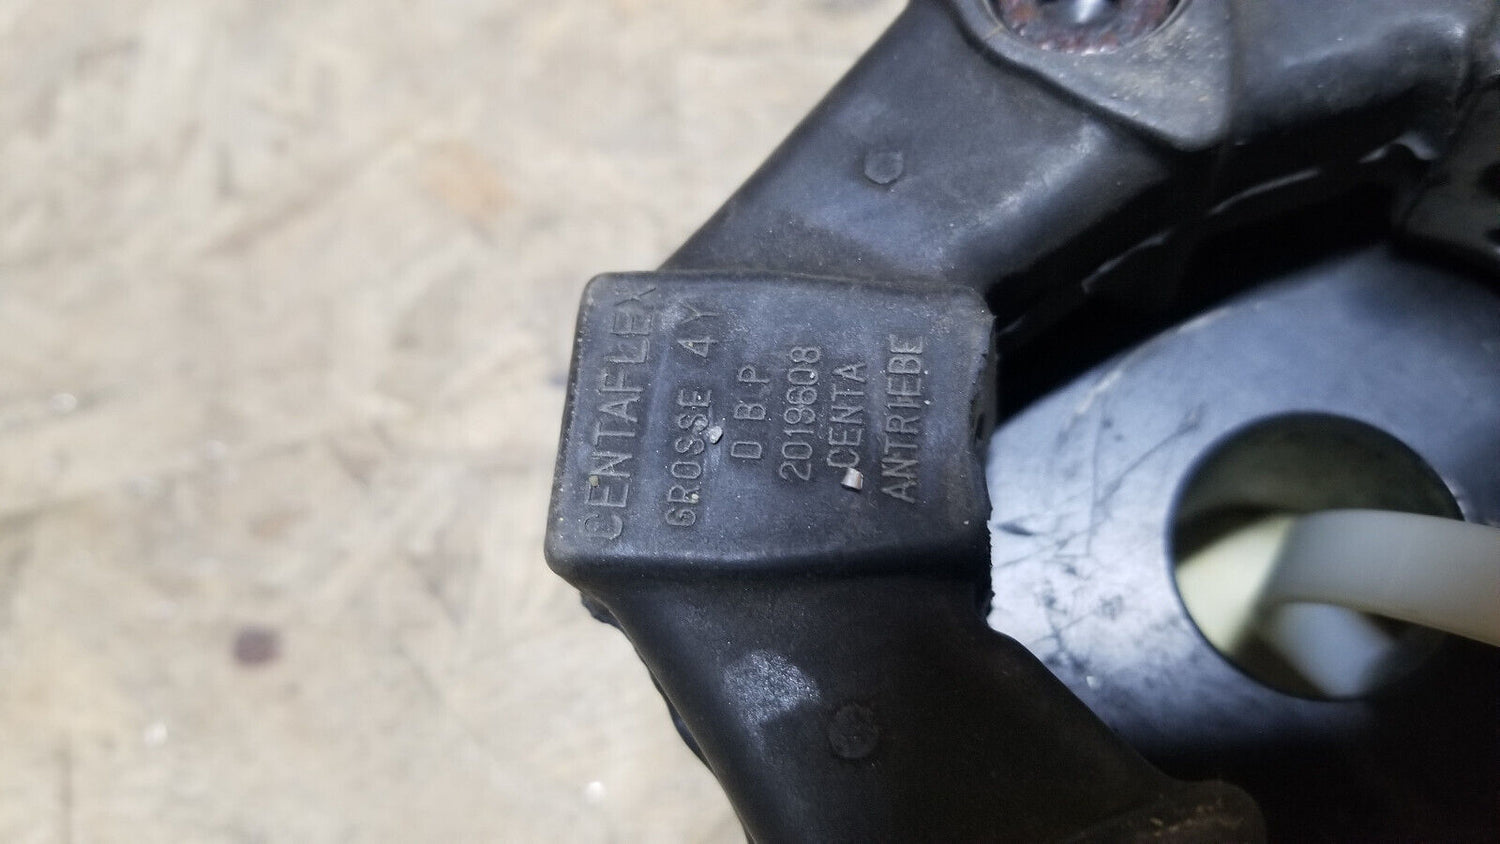 CENTAFLEX
GROSSE 4Y
D B P
2019608
CENTA
ANTRIEBE